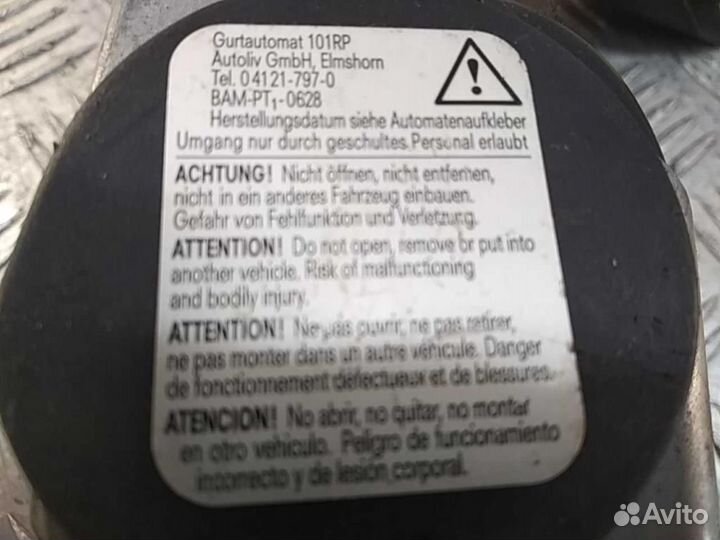 Gurtautomat 101RP
Autoliv GmbH, Elmshorn
Tel. 04121-797-0
BAM-PT₁-0628
Herstellungsdatum siehe Automatenaufkleber
Umgang nur durch geschultes Personal erlaubt
ACHTUNG! Nicht öffnen, nicht entfernen,
nicht in ein anderes Fahrzeug einbauen.
Gefahr von Fehlfunktion und Verletzung.
ATTENTION! Do not open, remove or put into
another vehicle. Risk of malfunctioning
and bodily injury.
ATTENTION! Ne pas ouvrir, ne pas retirer,
ne pas monter dans un autre véhicule. Danger
de fonctionnement défectueux et de blessures.
ATENCION! No abrir, no quitar, no montar
en otro vehículo. Peligro de funcionamiento
incorrecto y de lesión corporal.
Avito